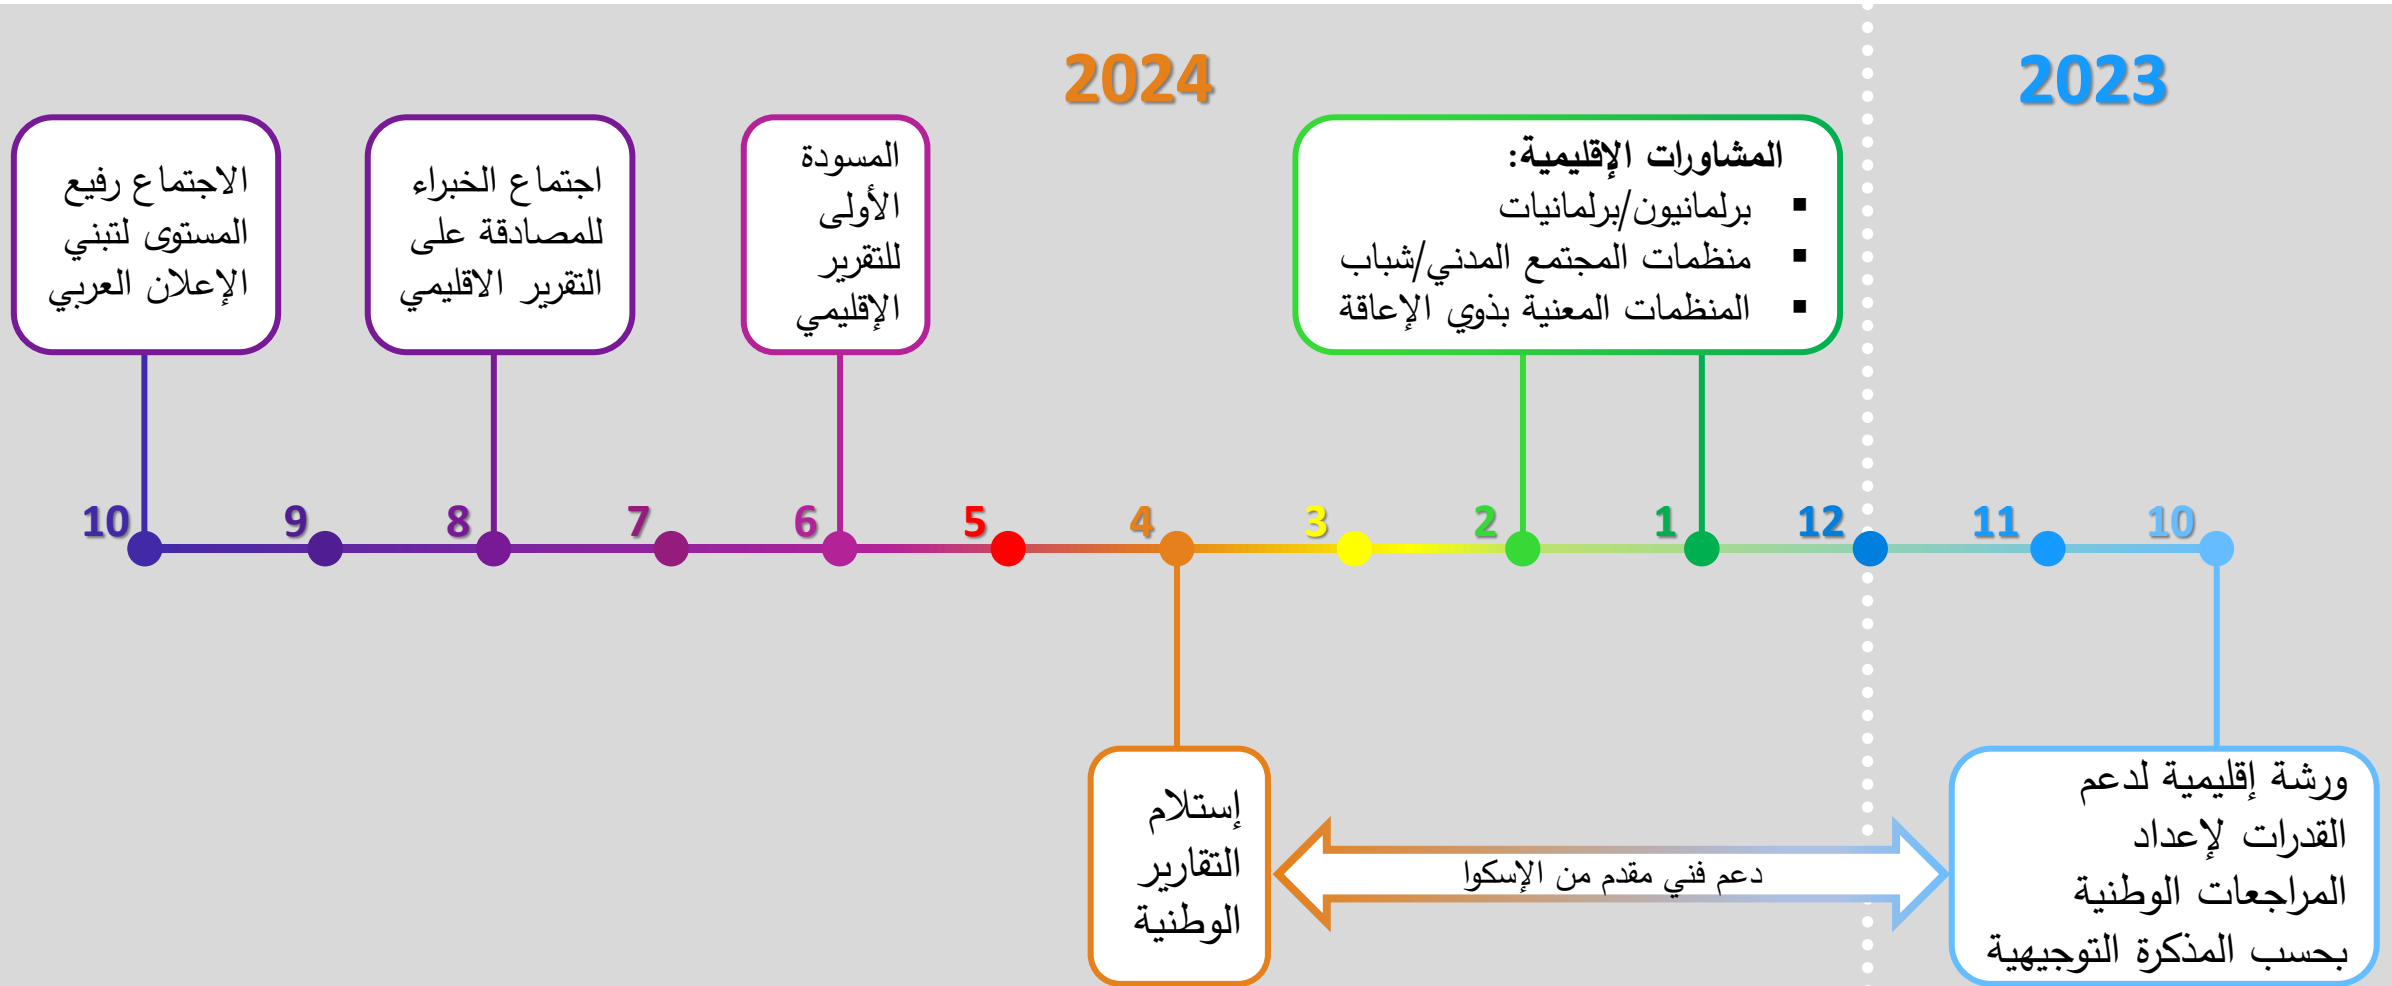 2023
2024
المشاورات الإقليمية:
▪ برلمانيون/برلمانيات
▪ منظمات المجتمع المدني/شباب
▪ المنظمات المعنية بذوي الإعاقة
المسودة
الأولى
للتقرير
الإقليمي
اجتماع الخبراء
للمصادقة على
التقرير الاقليمي
الاجتماع رفيع
المستوى لتبني
الإعلان العربي
10
11
12
1
2
3
4
5
6
7
8
9
10
ورشة إقليمية لدعم
القدرات لإعداد
المراجعات الوطنية
بحسب المذكرة التوجيهية
دعم فني مقدم من الإسكوا
إستلام
التقارير
الوطنية